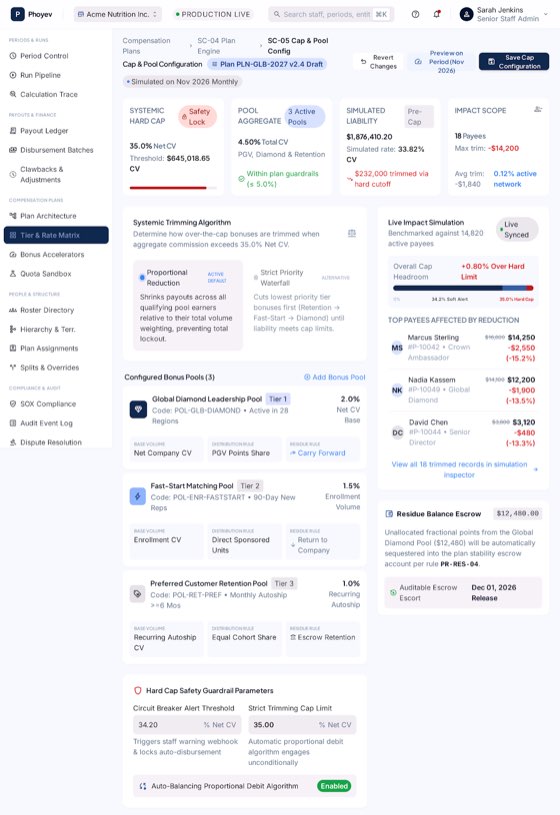 P Phoyev
Acme Nutrition Inc.
PRODUCTION LIVE
Search staff, periods, entit
⌘K
Sarah Jenkins
Senior Staff Admin
PERIODS & RUNS
Period Control
Run Pipeline
Calculation Trace
PAYOUTS & FINANCE
Payout Ledger
Disbursement Batches
Clawbacks &
Adjustments
COMPENSATION PLANS
Plan Architecture
Tier & Rate Matrix
Bonus Accelerators
Quota Sandbox
PEOPLE & STRUCTURE
Roster Directory
Hierarchy & Terr.
Plan Assignments
Splits & Overrides
COMPLIANCE & AUDIT
SOX Compliance
Audit Event Log
Dispute Resolution
Compensation
Plans
SC-04 Plan
Engine
SC-05 Cap & Pool
Config
Cap & Pool Configuration
Plan PLN-GLB-2027 v2.4 Draft
Simulated on Nov 2026 Monthly
Revert
Changes
Preview on
Period (Nov
2026)
Save Cap
Configuration
SYSTEMIC
HARD CAP
Safety
Lock
35.0% Net CV
Threshold: $645,018.65
CV
POOL
AGGREGATE
3 Active
Pools
4.50% Total CV
PGV, Diamond & Retention
Within plan guardrails
(≤ 5.0%)
SIMULATED
LIABILITY
Pre-
Cap
$1,876,410.20
Simulated rate: 33.82%
CV
$232,000 trimmed via
hard cutoff
IMPACT SCOPE
18 Payees
Max trim: -$14,200
Avg trim:
-$1,840
0.12% active
network
Systemic Trimming Algorithm
Determine how over-the-cap bonuses are trimmed when
aggregate commission exceeds 35.0% Net CV.
Proportional
Reduction
ACTIVE
DEFAULT
Shrinks payouts across all
qualifying pool earners
relative to their total volume
weighting, preventing total
lockout.
Strict Priority
Waterfall
ALTERNATIVE
Cuts lowest priority tier
bonuses first (Retention →
Fast-Start → Diamond) until
liability meets cap limits.
Configured Bonus Pools (3)
Add Bonus Pool
Global Diamond Leadership Pool Tier 1
Code: POL-GLB-DIAMOND • Active in 28
Regions
2.0%
Net CV
Base
BASE VOLUME
Net Company CV
DISTRIBUTION RULE
PGV Points Share
RESIDUE RULE
Carry Forward
Fast-Start Matching Pool Tier 2
Code: POL-ENR-FASTSTART • 90-Day New
Reps
1.5%
Enrollment
Volume
BASE VOLUME
Enrollment CV
DISTRIBUTION RULE
Direct Sponsored
Units
RESIDUE RULE
Return to
Company
Preferred Customer Retention Pool Tier 3
Code: POL-RET-PREF • Monthly Autoship
>=6 Mos
1.0%
Recurring
Autoship
BASE VOLUME
Recurring Autoship
CV
DISTRIBUTION RULE
Equal Cohort Share
RESIDUE RULE
Escrow Retention
Hard Cap Safety Guardrail Parameters
Circuit Breaker Alert Threshold
34.20 % Net CV
Triggers staff warning webhook
& locks auto-disbursement
Strict Trimming Cap Limit
35.00 % Net CV
Automatic proportional debit
algorithm engages
unconditionally
Auto-Balancing Proportional Debit Algorithm
Enabled
Live Impact Simulation
Benchmarked against 14,820
active payees
Live
Synced
Overall Cap
Headroom
+0.80% Over Hard
Limit
0%
34.2% Soft Alert
35.0% Hard Cap
TOP PAYEES AFFECTED BY REDUCTION
MS
Marcus Sterling
#P-10042 • Crown
Ambassador
$16,800 $14,250
-$2,550
(-15.2%)
NK
Nadia Kassem
#P-10049 • Global
Diamond
$14,100 $12,200
-$1,900
(-13.5%)
DC
David Chen
#P-10044 • Senior
Director
$3,600 $3,120
-$480
(-13.3%)
View all 18 trimmed records in simulation
inspector
Residue Balance Escrow
$12,480.00
Unallocated fractional points from the Global
Diamond Pool ($12,480) will be automatically
sequestered into the plan stability escrow
account per rule PR-RES-04.
Auditable Escrow
Escort
Dec 01, 2026
Release